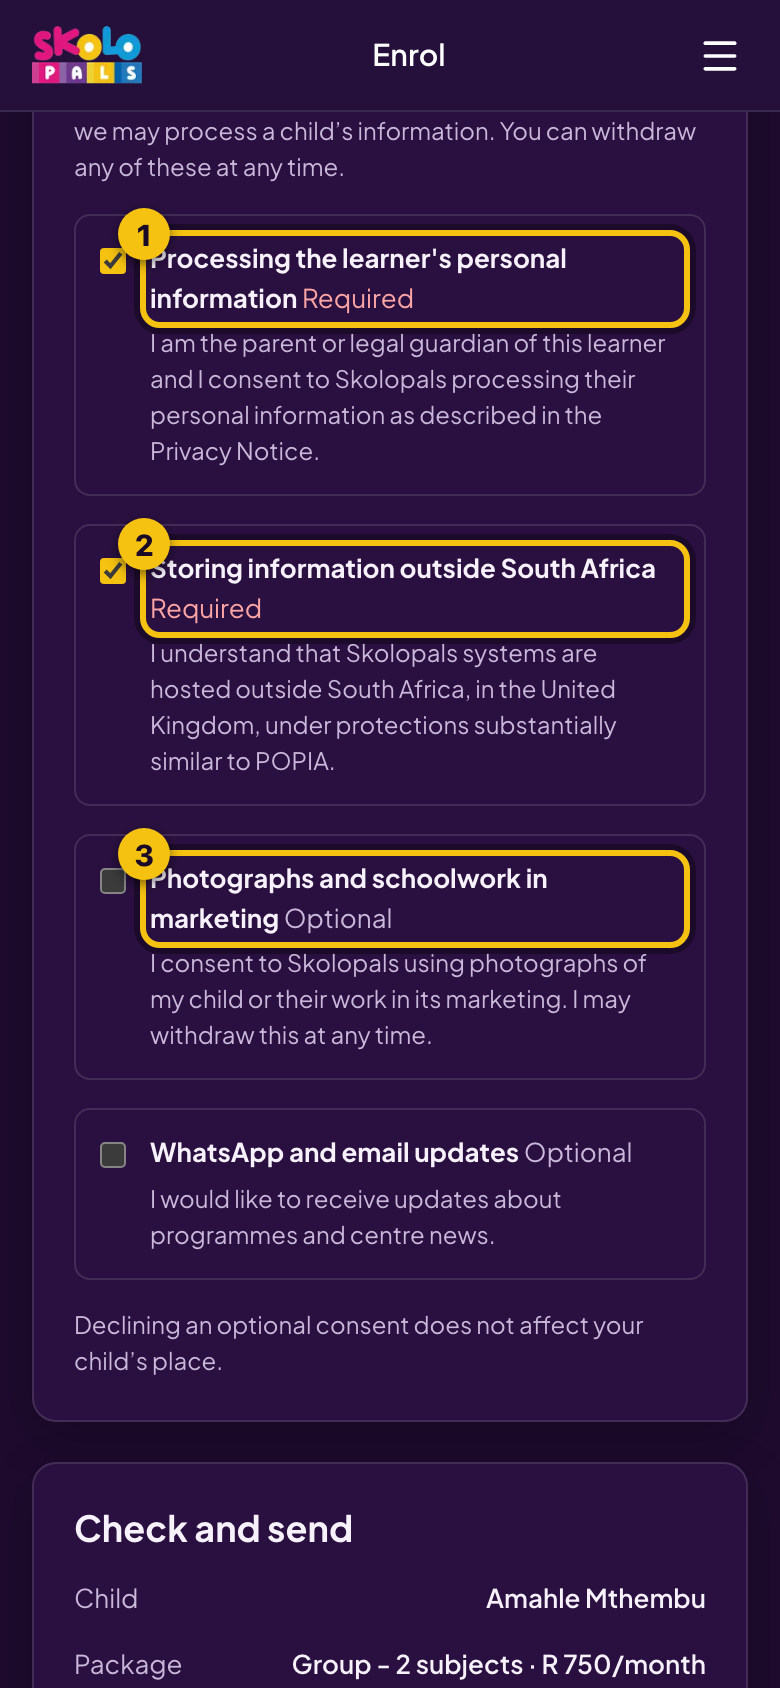 SKOLO
PALS
Enrol
we may process a child’s information. You can withdraw
any of these at any time.
1
Processing the learner's personal
information Required
I am the parent or legal guardian of this learner
and I consent to Skolopals processing their
personal information as described in the
Privacy Notice.
2
Storing information outside South Africa
Required
I understand that Skolopals systems are
hosted outside South Africa, in the United
Kingdom, under protections substantially
similar to POPIA.
3
Photographs and schoolwork in
marketing Optional
I consent to Skolopals using photographs of
my child or their work in its marketing. I may
withdraw this at any time.
WhatsApp and email updates Optional
I would like to receive updates about
programmes and centre news.
Declining an optional consent does not affect your
child’s place.
Check and send
Child Amahle Mthembu
Package Group – 2 subjects · R 750/month